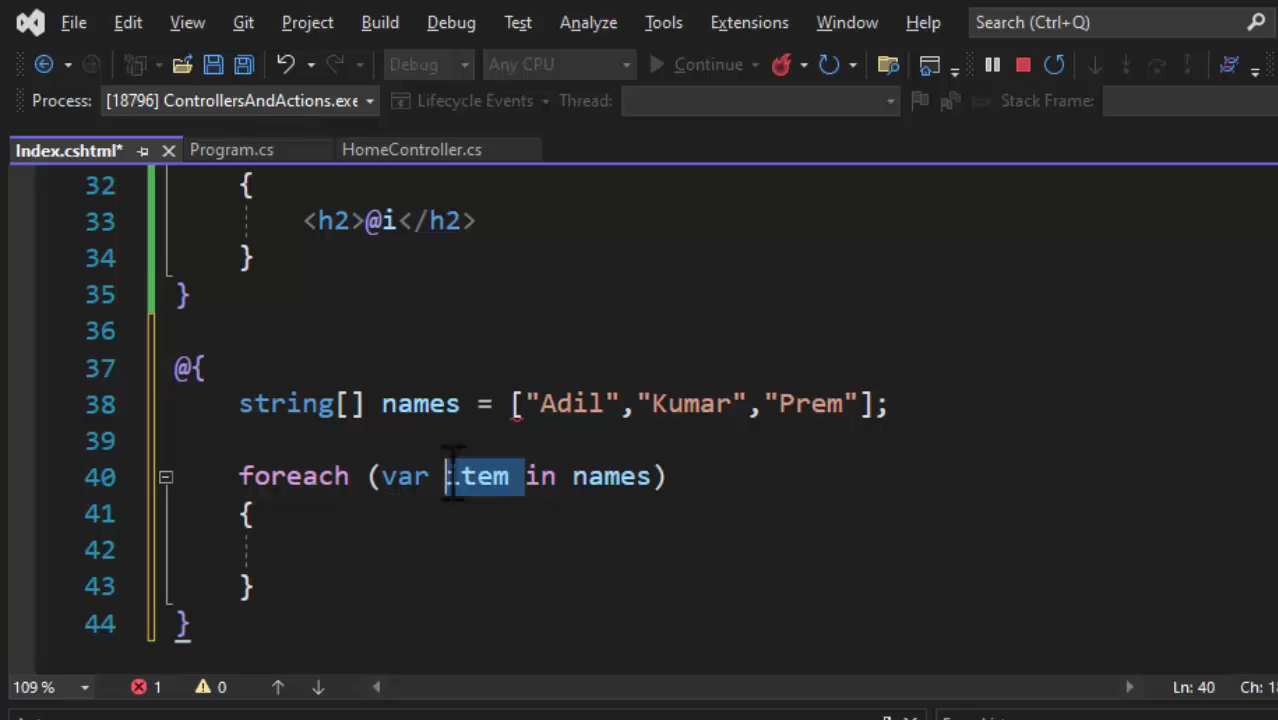 File Edit View Git Project Build Debug Test Analyze Tools Extensions Window Help Search (Ctrl+Q)
Debug Any CPU Continue
Process: [18796] ControllersAndActions.exe Lifecycle Events Thread: Stack Frame:
Index.cshtml* Program.cs HomeController.cs
32 {
33 <h2>@i</h2>
34 }
35 }
36
37 @{
38 string[] names = ["Adil","Kumar","Prem"];
39
40 foreach (var item in names)
41 {
42
43 }
44 }
109 % 1 0 Ln: 40